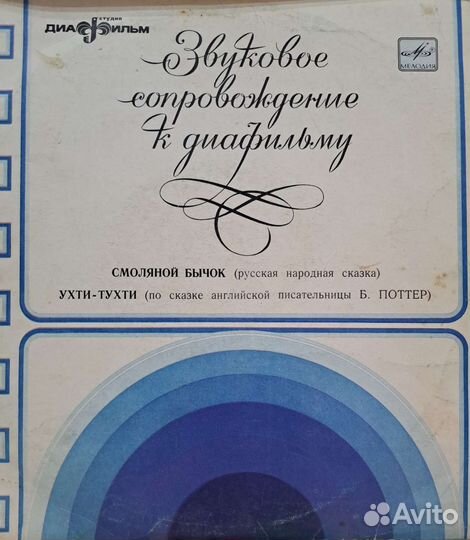 студия
ДИАФИЛЬМ
МЕЛОДИЯ
Звуковое
сопровождение
к диафильму
СМОЛЯНОЙ БЫЧОК (русская народная сказка)
УХТИ-ТУХТИ (по сказке английской писательницы Б. ПОТТЕР)
Avito